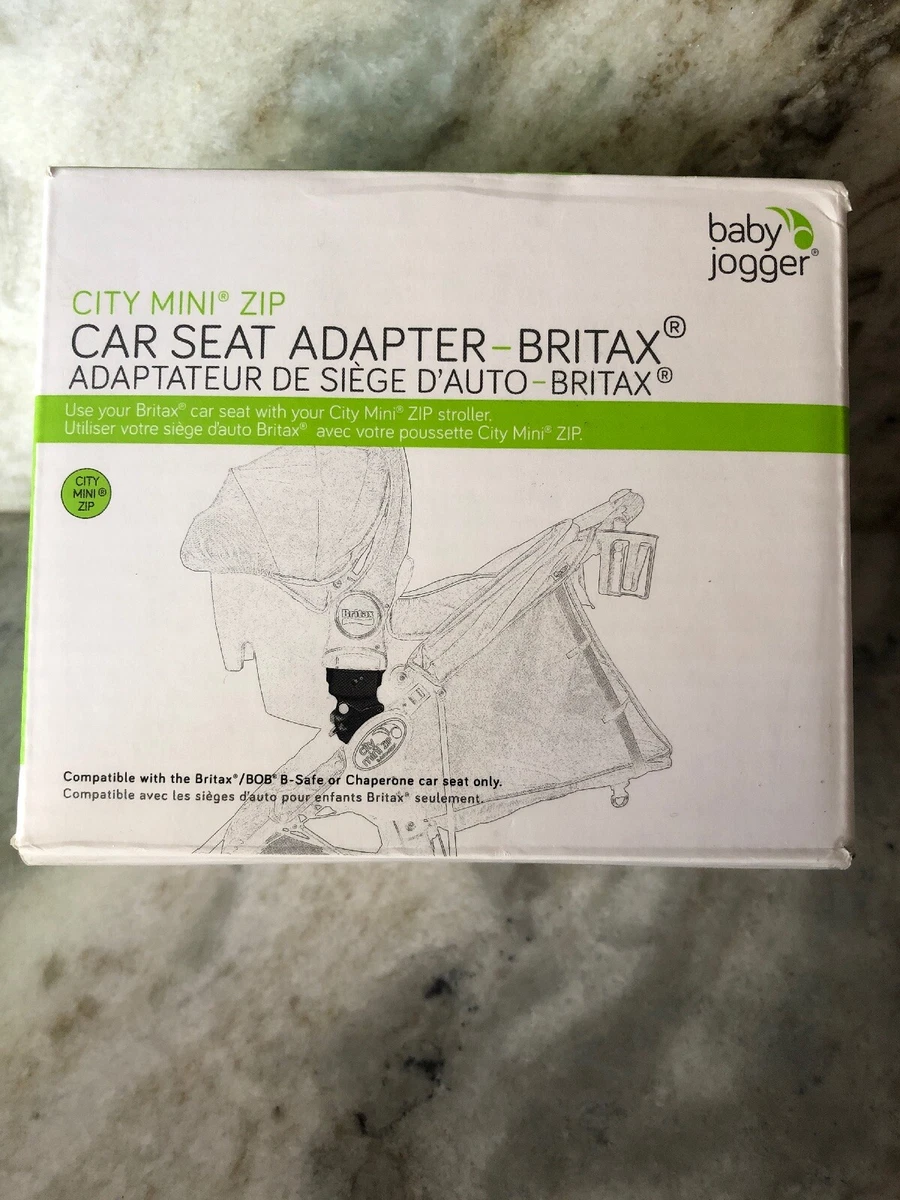 baby
jogger®
CITY MINI® ZIP
CAR SEAT ADAPTER–BRITAX®
ADAPTATEUR DE SIÈGE D'AUTO–BRITAX®
Use your Britax® car seat with your City Mini® ZIP stroller.
Utiliser votre siège d'auto Britax® avec votre poussette City Mini® ZIP.
CITY
MINI®
ZIP
Britax
city
mini ZIP
Compatible with the Britax®/BOB® B-Safe or Chaperone car seat only.
Compatible avec les sièges d'auto pour enfants Britax® seulement.